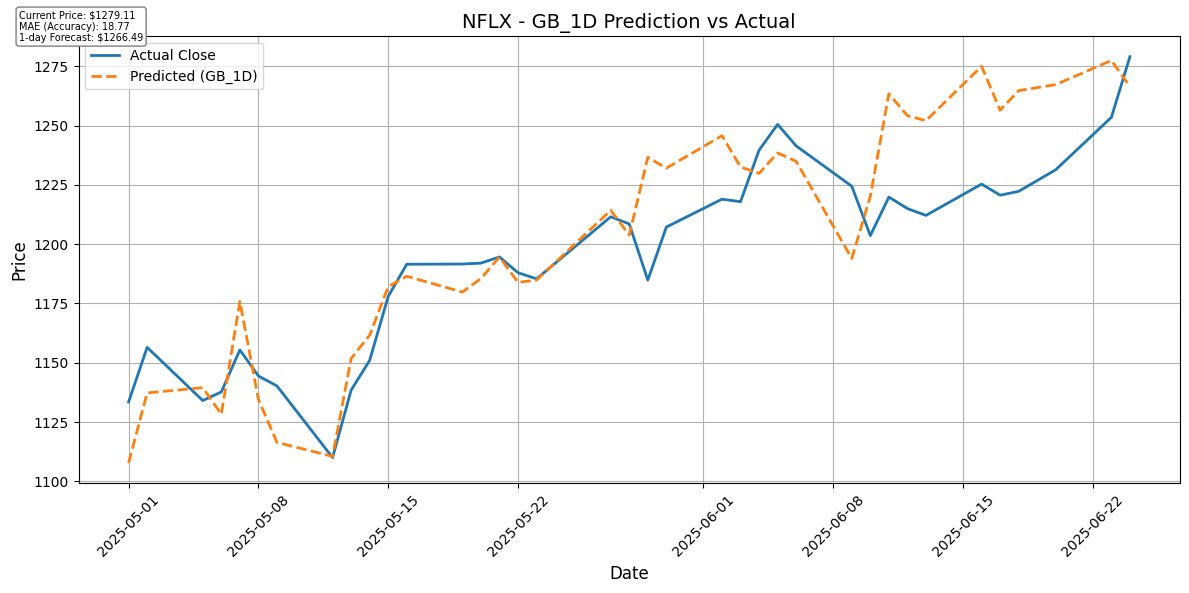 NFLX - GB_1D Prediction vs Actual
Current Price: $1279.11
MAE (Accuracy): 18.77
1-day Forecast: $1266.49
Actual Close
Predicted (GB_1D)
Price
1275
1250
1225
1200
1175
1150
1125
1100
2025-05-01
2025-05-08
2025-05-15
2025-05-22
2025-06-01
2025-06-08
2025-06-15
2025-06-22
Date